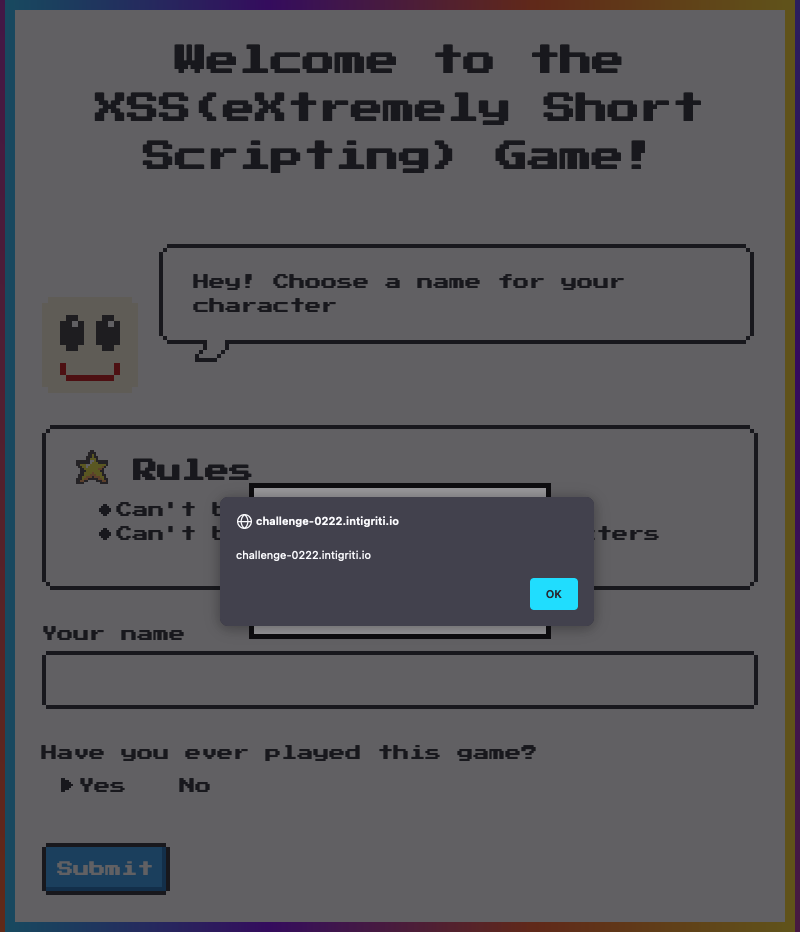 Welcome to the
XSS(eXtremely Short
Scripting) Game!
Hey! Choose a name for your
character
Rules
Can't
Can't
challenge-0222.intigriti.io
challenge-0222.intigriti.io
OK
Your name
Have you ever played this game?
Yes No
Submit